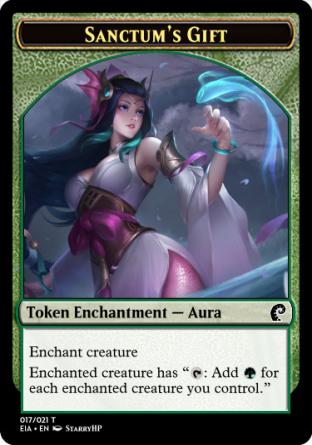 Sanctum's Gift
Token Enchantment — Aura
Enchant creature
Enchanted creature has “: Add for
each enchanted creature you control.”
017/021 T
EIA • EN StarryHP